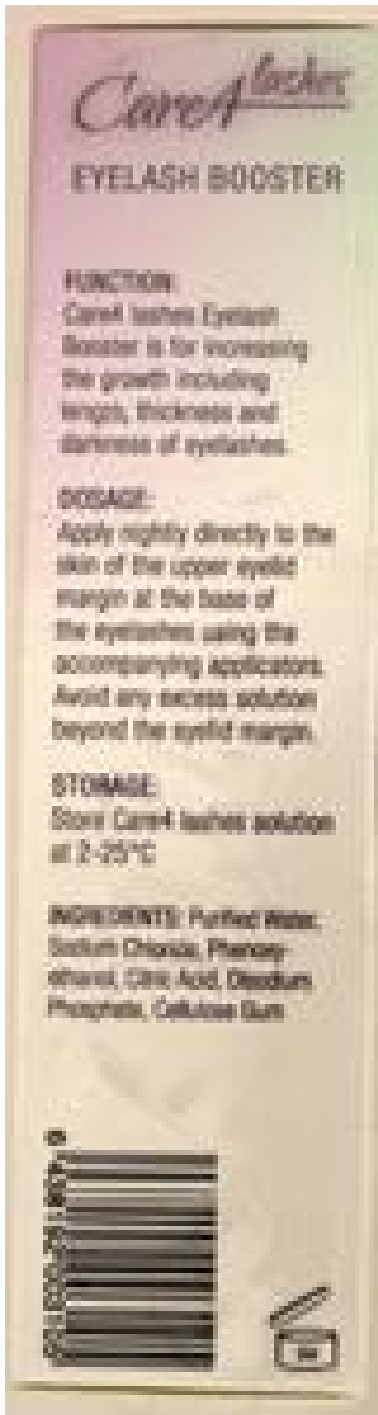 Care4 lashes
EYELASH BOOSTER
FUNCTION:
Care4 lashes Eyelash
Booster is for increasing
the growth including
length, thickness and
darkness of eyelashes.
DOSAGE:
Apply nightly directly to the
skin of the upper eyelid
margin at the base of
the eyelashes using the
accompanying applicators.
Avoid any excess solution
beyond the eyelid margin.
STORAGE:
Store Care4 lashes solution
at 2-25°C
INGREDIENTS: Purified Water,
Sodium Chloride, Phenoxy-
ethanol, Citric Acid, Disodium
Phosphate, Cellulose Gum